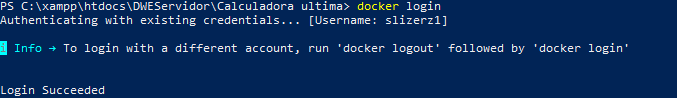 PS C:\xampp\htdocs\DWEServidor\Calculadora ultima> docker login
Authenticating with existing credentials... [Username: slizerz1]
i Info → To login with a different account, run 'docker logout' followed by 'docker login'
Login Succeeded